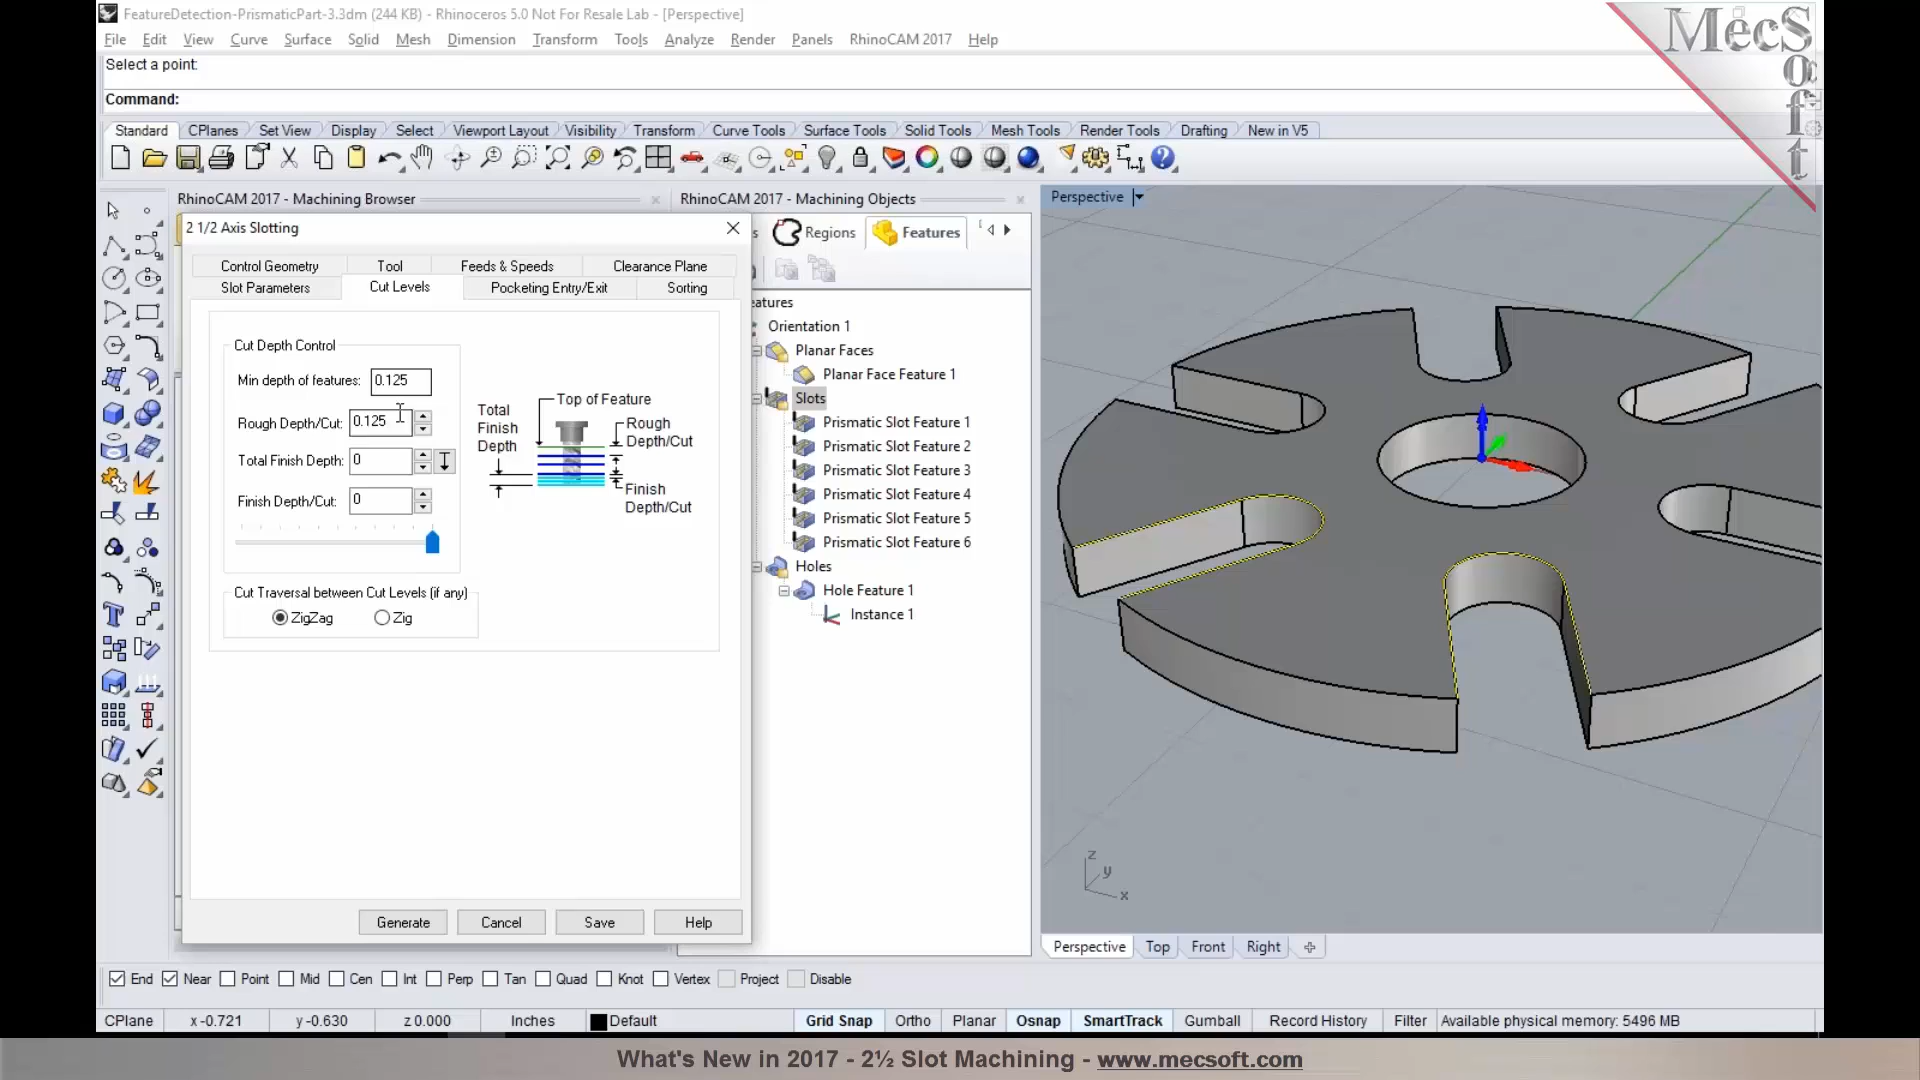 FeatureDetection-PrismaticPart-3.3dm (244 KB) - Rhinoceros 5.0 Not For Resale Lab - [Perspective]
File Edit View Curve Surface Solid Mesh Dimension Transform Tools Analyze Render Panels RhinoCAM 2017 Help
MecSoft
Select a point:
Command:
Standard CPlanes Set View Display Select Viewport Layout Visibility Transform Curve Tools Surface Tools Solid Tools Mesh Tools Render Tools Drafting New in V5
RhinoCAM 2017 - Machining Browser
RhinoCAM 2017 - Machining Objects
Perspective
2 1/2 Axis Slotting
s Regions Features
Control Geometry Tool Feeds & Speeds Clearance Plane
Slot Parameters Cut Levels Pocketing Entry/Exit Sorting
Cut Depth Control
Min depth of features: 0.125
Rough Depth/Cut: 0.125
Total Finish Depth: 0
Finish Depth/Cut: 0
Total Finish Depth
Top of Feature
Rough Depth/Cut
Finish Depth/Cut
Cut Traversal between Cut Levels (if any)
ZigZag Zig
Generate Cancel Save Help
eatures
Orientation 1
Planar Faces
Planar Face Feature 1
Slots
Prismatic Slot Feature 1
Prismatic Slot Feature 2
Prismatic Slot Feature 3
Prismatic Slot Feature 4
Prismatic Slot Feature 5
Prismatic Slot Feature 6
Holes
Hole Feature 1
Instance 1
z
y
x
Perspective Top Front Right
End Near Point Mid Cen Int Perp Tan Quad Knot Vertex Project Disable
CPlane x -0.721 y -0.630 z 0.000 Inches Default Grid Snap Ortho Planar Osnap SmartTrack Gumball Record History Filter Available physical memory: 5496 MB
What's New in 2017 - 2½ Slot Machining - www.mecsoft.com